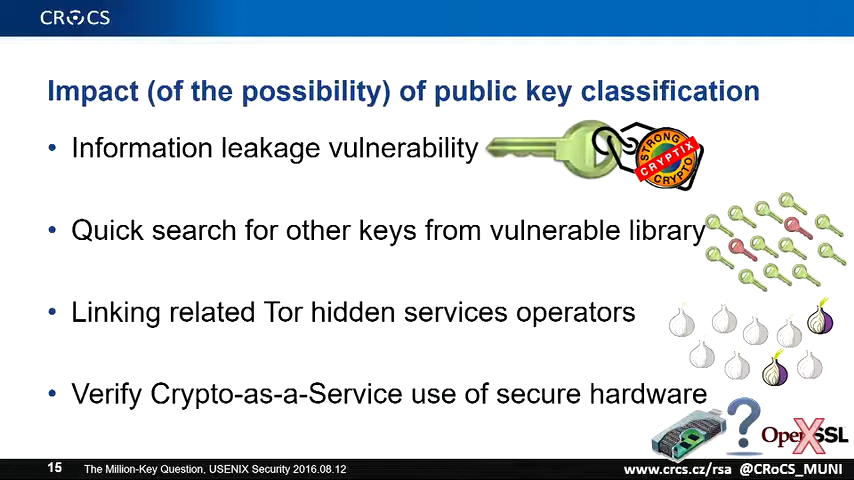 CROCS
Impact (of the possibility) of public key classification
• Information leakage vulnerability
STRONG
CRYPTIX
CRYPTO
• Quick search for other keys from vulnerable library
• Linking related Tor hidden services operators
• Verify Crypto-as-a-Service use of secure hardware
?
OpenSSL
15 The Million-Key Question, USENIX Security 2016.08.12
www.crcs.cz/rsa @CRoCS_MUNI